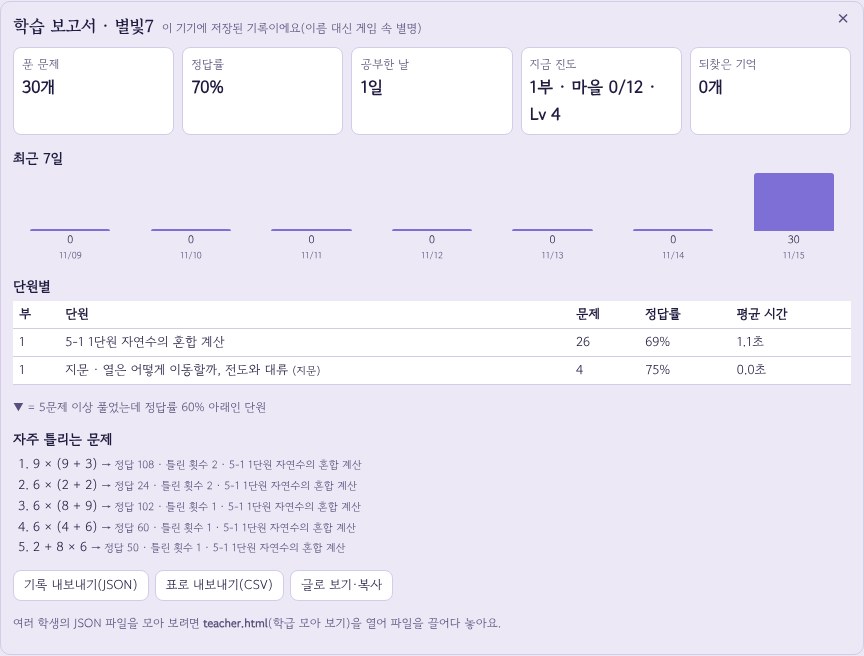 학습 보고서 · 별빛7 이 기기에 저장된 기록이에요(이름 대신 게임 속 별명) ✕
푼 문제
30개
정답률
70%
공부한 날
1일
지금 진도
1부 · 마을 0/12 ·
Lv 4
되찾은 기억
0개
최근 7일
0 0 0 0 0 0 30
11/09 11/10 11/11 11/12 11/13 11/14 11/15
단원별
부 단원 문제 정답률 평균 시간
1 5-1 1단원 자연수의 혼합 계산 26 69% 1.1초
1 지문 · 열은 어떻게 이동할까, 전도와 대류 (지문) 4 75% 0.0초
▼ = 5문제 이상 풀었는데 정답률 60% 아래인 단원
자주 틀리는 문제
1. 9 × (9 + 3) → 정답 108 · 틀린 횟수 2 · 5-1 1단원 자연수의 혼합 계산
2. 6 × (2 + 2) → 정답 24 · 틀린 횟수 2 · 5-1 1단원 자연수의 혼합 계산
3. 6 × (8 + 9) → 정답 102 · 틀린 횟수 1 · 5-1 1단원 자연수의 혼합 계산
4. 6 × (4 + 6) → 정답 60 · 틀린 횟수 1 · 5-1 1단원 자연수의 혼합 계산
5. 2 + 8 × 6 → 정답 50 · 틀린 횟수 1 · 5-1 1단원 자연수의 혼합 계산
기록 내보내기(JSON) 표로 내보내기(CSV) 글로 보기·복사
여러 학생의 JSON 파일을 모아 보려면 teacher.html(학급 모아 보기)을 열어 파일을 끌어다 놓아요.